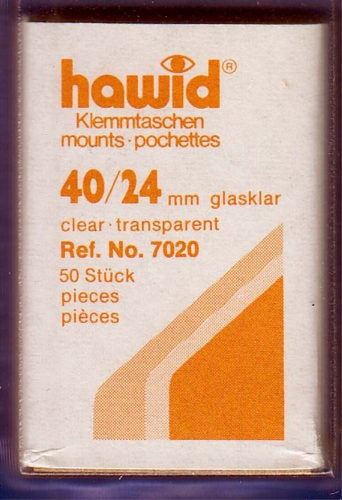 hawid®
Klemmtaschen
mounts·pochettes
40/24 mm glasklar
clear·transparent
Ref. No. 7020
50 Stück
pieces
pièces